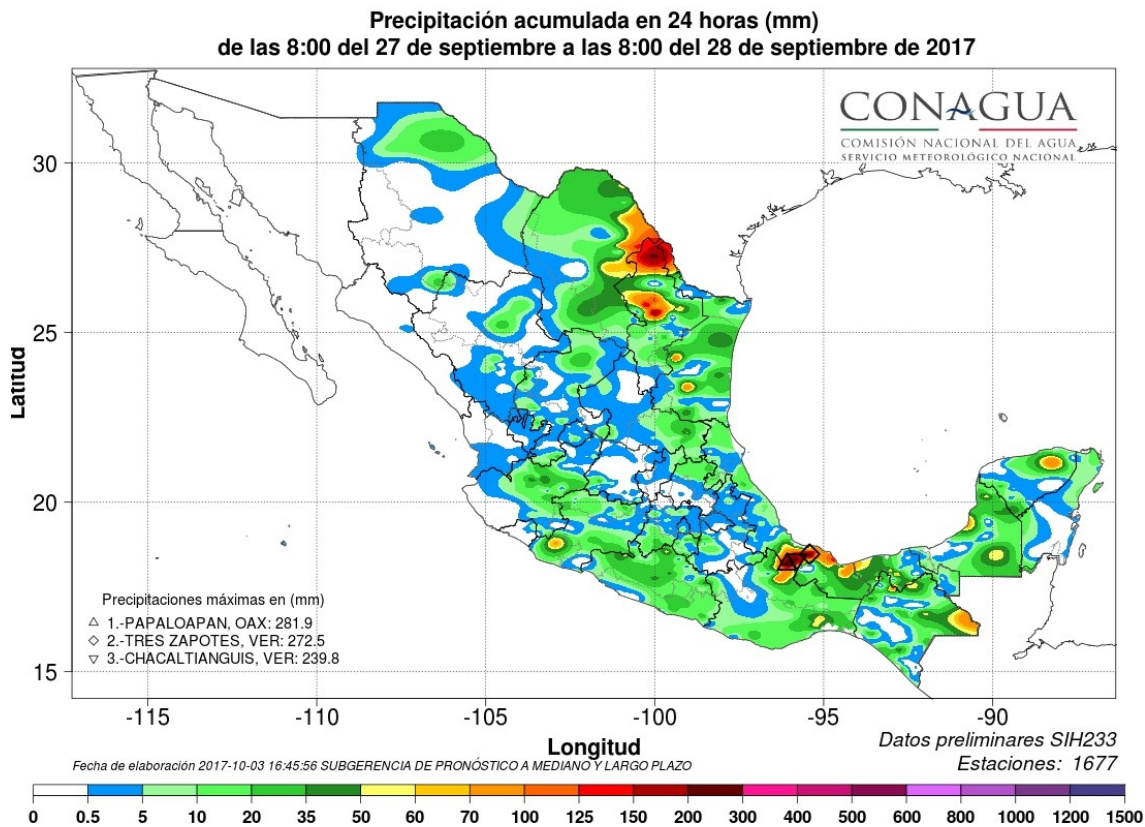 Precipitación acumulada en 24 horas (mm)
de las 8:00 del 27 de septiembre a las 8:00 del 28 de septiembre de 2017
CONAGUA
COMISIÓN NACIONAL DEL AGUA
SERVICIO METEOROLÓGICO NACIONAL
30
25
20
15
Latitud
Precipitaciones máximas en (mm)
1.-PAPALOAPAN, OAX: 281.9
2.-TRES ZAPOTES, VER: 272.5
3.-CHACALTIANGUIS, VER: 239.8
-115 -110 -105 -100 -95 -90
Longitud
Datos preliminares SIH233
Estaciones: 1677
Fecha de elaboración 2017-10-03 16:45:56 SUBGERENCIA DE PRONÓSTICO A MEDIANO Y LARGO PLAZO
0 0.5 5 10 20 35 50 60 70 100 125 150 200 300 400 500 600 800 1000 1200 1500